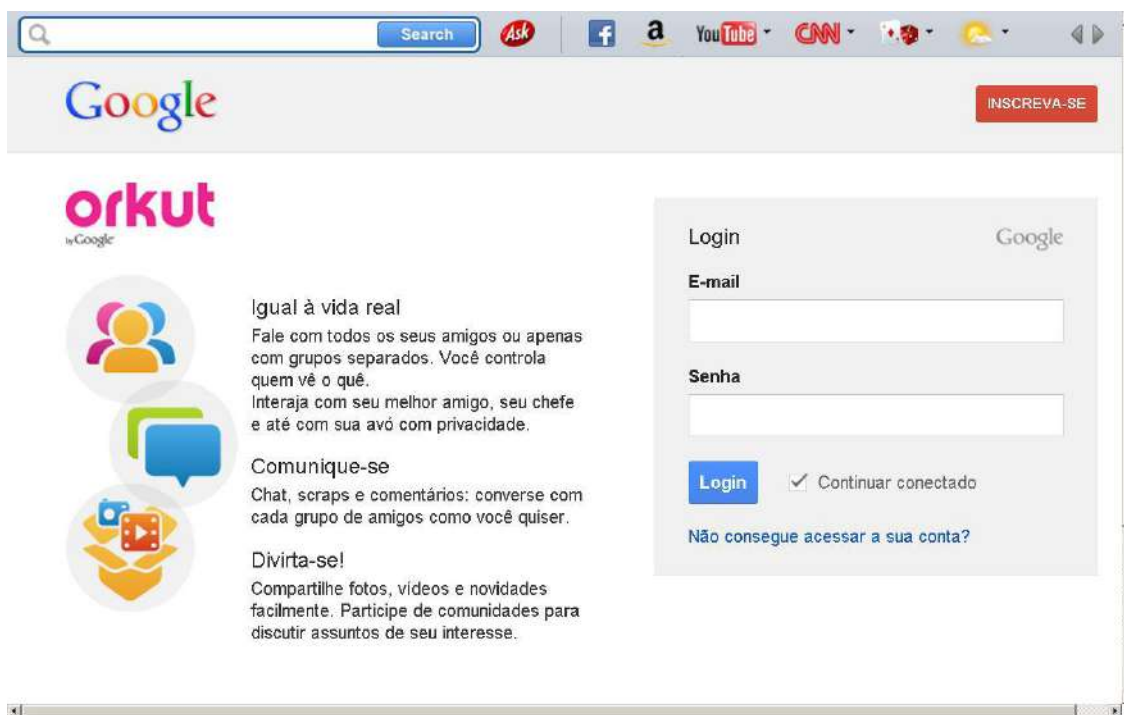 Search
Ask
f
a
YouTube
CNN
Google
INSCREVA-SE
orkut
by Google
Igual à vida real
Fale com todos os seus amigos ou apenas
com grupos separados. Você controla
quem vê o quê.
Interaja com seu melhor amigo, seu chefe
e até com sua avó com privacidade.
Comunique-se
Chat, scraps e comentários: converse com
cada grupo de amigos como você quiser.
Divirta-se!
Compartilhe fotos, vídeos e novidades
facilmente. Participe de comunidades para
discutir assuntos de seu interesse.
Login
Google
E-mail
Senha
Login
Continuar conectado
Não consegue acessar a sua conta?